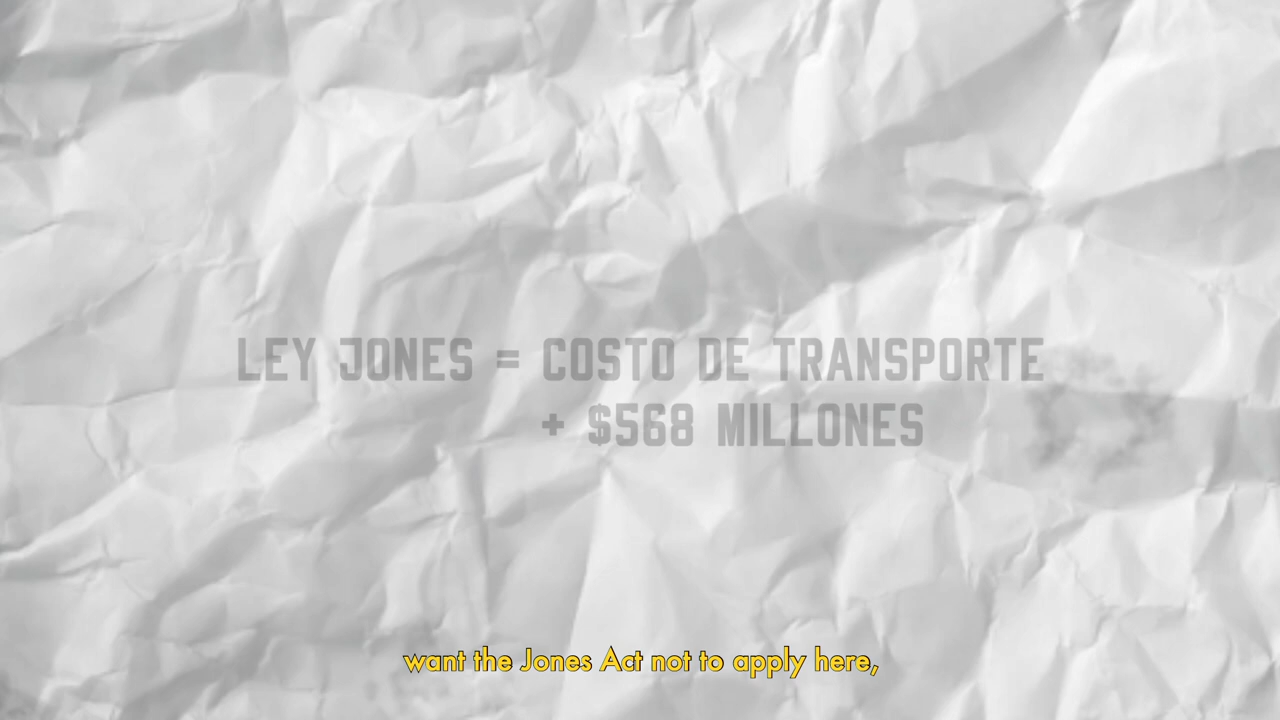 LEY JONES = COSTO DE TRANSPORTE
+ $568 MILLONES
want the Jones Act not to apply here,